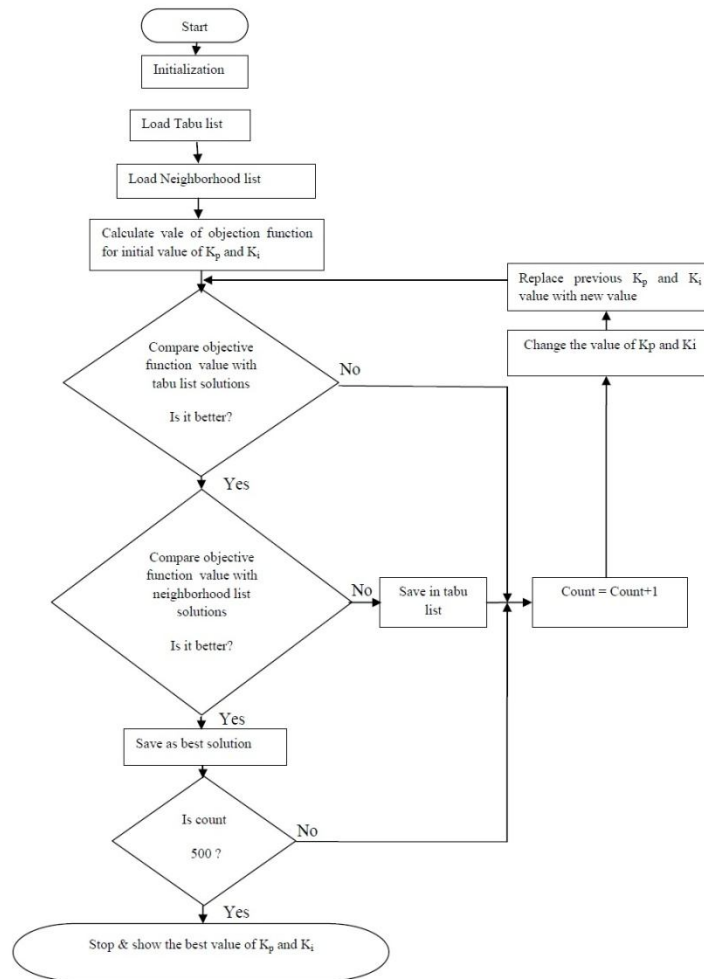 Start
Initialization
Load Tabu list
Load Neighborhood list
Calculate vale of objection function
for initial value of Kp and Ki
Replace previous Kp and Ki
value with new value
Change the value of Kp and Ki
Compare objective
function value with
tabu list solutions
Is it better?
No
Yes
Compare objective
function value with
neighborhood list
solutions
Is it better?
No
Save in tabu
list
Count = Count+1
Yes
Save as best solution
Is count
500 ?
No
Yes
Stop & show the best value of Kp and Ki